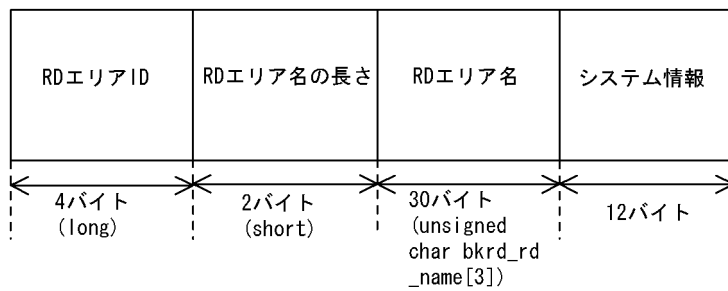 RDエリアID
RDエリア名の長さ
RDエリア名
システム情報
4バイト
(long)
2バイト
(short)
30バイト
(unsigned
char bkrd_rd
_name[3])
12バイト